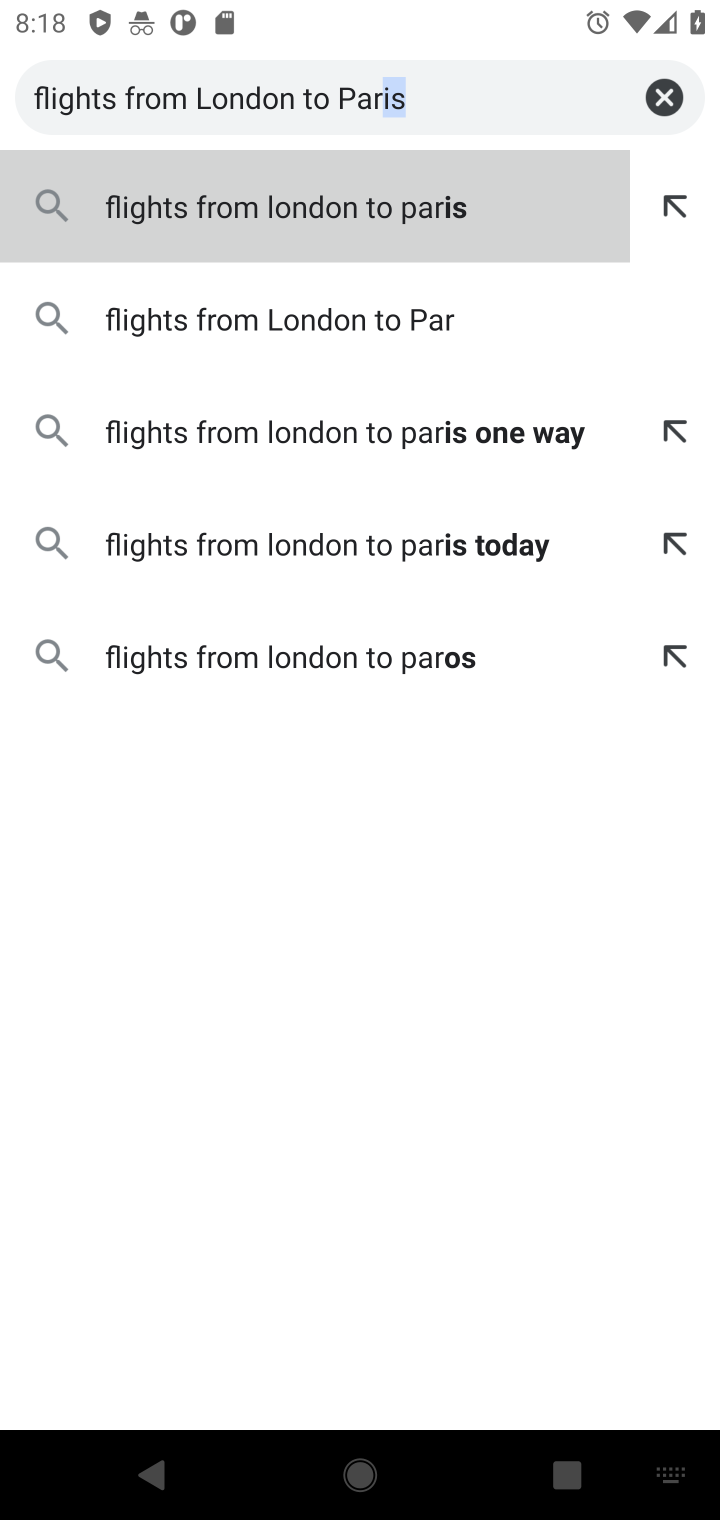 8:18
flights from London to Paris
flights from london to paris
flights from London to Par
flights from london to paris one way
flights from london to paris today
flights from london to paros